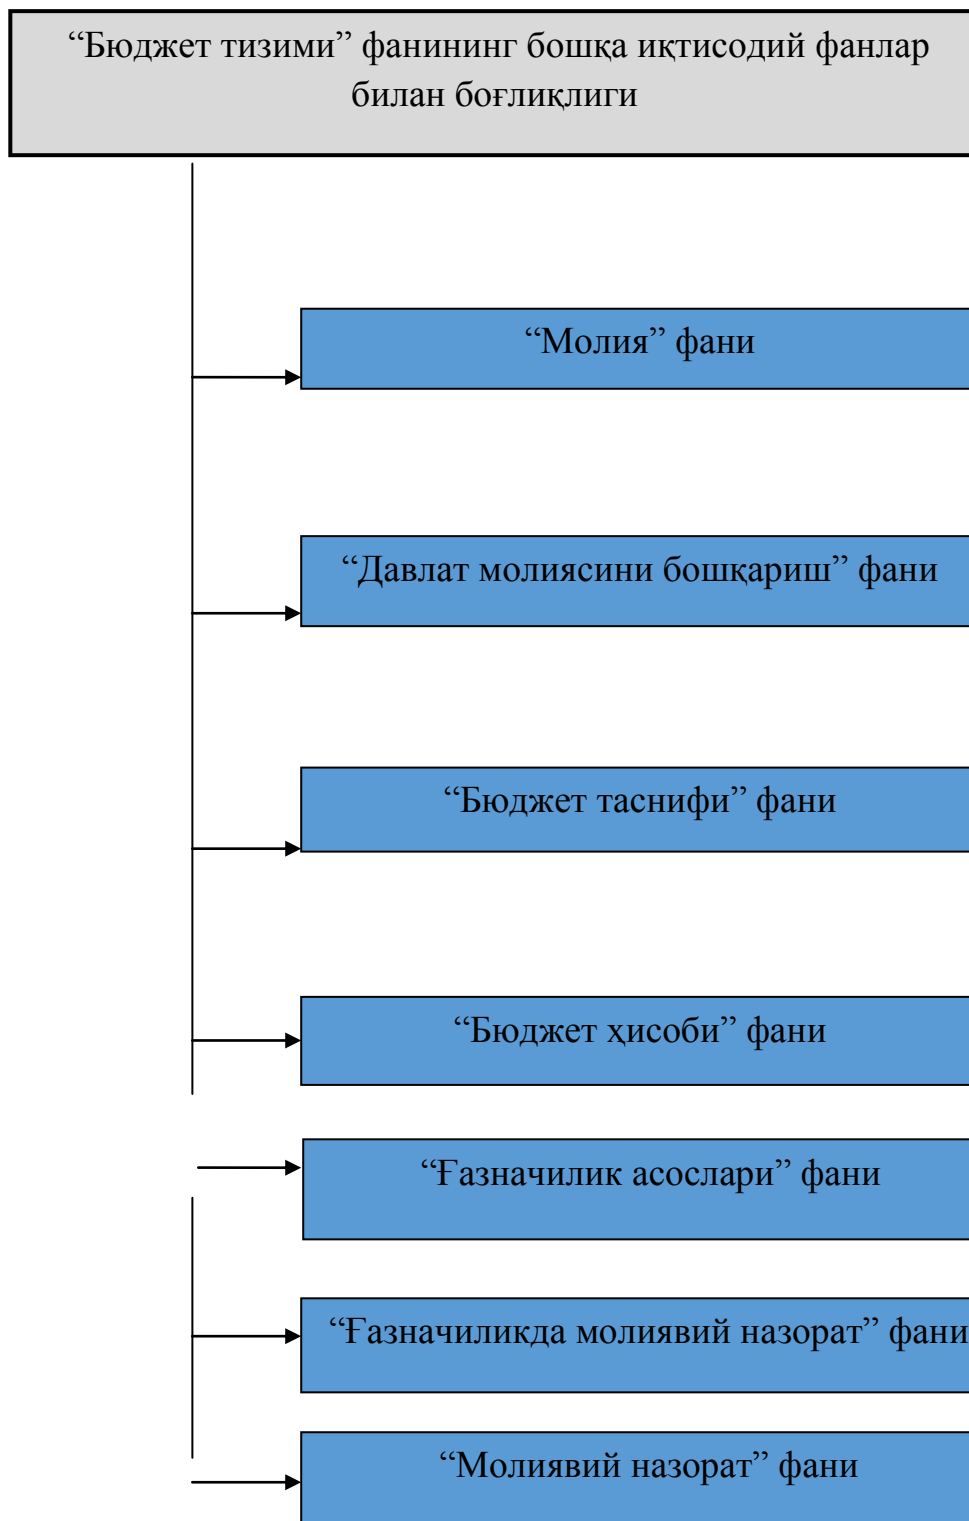 “Бюджет тизими” фанининг бошқа иқтисодий фанлар
билан боғлиқлиги
“Молия” фани
“Давлат молиясини бошқариш” фани
“Бюджет таснифи” фани
“Бюджет ҳисоби” фани
“Ғазначилик асослари” фани
“Ғазначиликда молиявий назорат” фани
“Молиявий назорат” фани